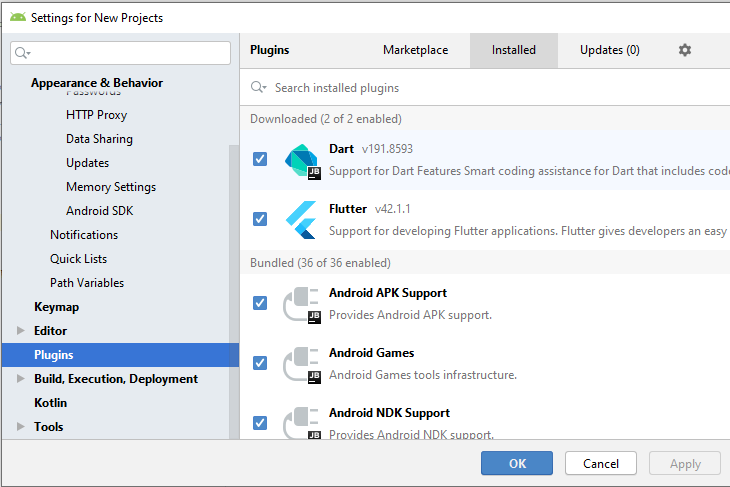 Settings for New Projects
Plugins
Marketplace
Installed
Updates (0)
Appearance & Behavior
Passwords
HTTP Proxy
Data Sharing
Updates
Memory Settings
Android SDK
Notifications
Quick Lists
Path Variables
Keymap
Editor
Plugins
Build, Execution, Deployment
Kotlin
Tools
Search installed plugins
Downloaded (2 of 2 enabled)
Dart v191.8593
JB
Support for Dart Features Smart coding assistance for Dart that includes code
Flutter v42.1.1
Support for developing Flutter applications. Flutter gives developers an easy
Bundled (36 of 36 enabled)
Android APK Support
JB
Provides Android APK support.
Android Games
JB
Android Games tools infrastructure.
Android NDK Support
JB
Provides Android NDK support.
OK
Cancel
Apply